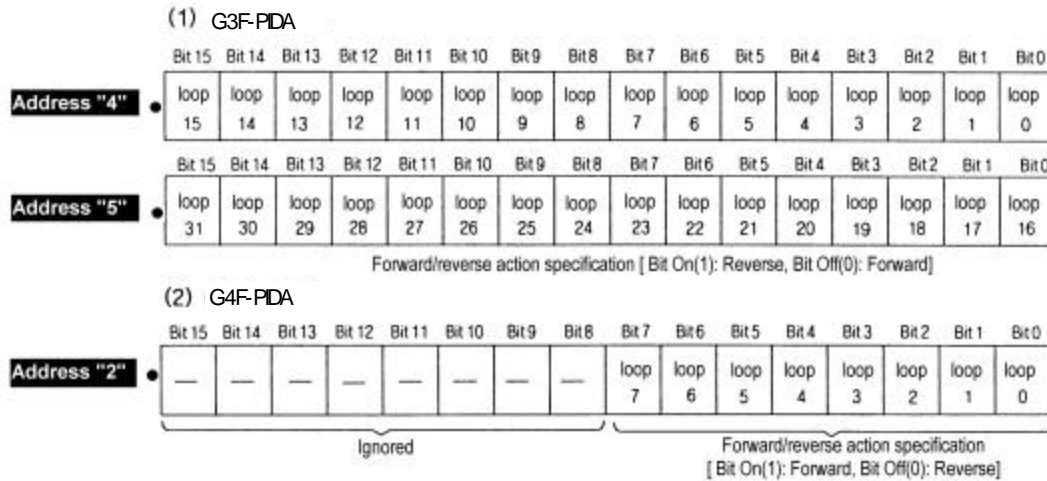 (1) G3F-PIDA
Bit 15 Bit 14 Bit 13 Bit 12 Bit 11 Bit 10 Bit 9 Bit 8 Bit 7 Bit 6 Bit 5 Bit 4 Bit 3 Bit 2 Bit 1 Bit 0
Address "4" • loop loop loop loop loop loop loop loop loop loop loop loop loop loop loop loop
15 14 13 12 11 10 9 8 7 6 5 4 3 2 1 0
Bit 15 Bit 14 Bit 13 Bit 12 Bit 11 Bit 10 Bit 9 Bit 8 Bit 7 Bit 6 Bit 5 Bit 4 Bit 3 Bit 2 Bit 1 Bit 0
Address "5" • loop loop loop loop loop loop loop loop loop loop loop loop loop loop loop loop
31 30 29 28 27 26 25 24 23 22 21 20 19 18 17 16
Forward/reverse action specification [ Bit On(1): Reverse, Bit Off(0): Forward]
(2) G4F-PIDA
Bit 15 Bit 14 Bit 13 Bit 12 Bit 11 Bit 10 Bit 9 Bit 8 Bit 7 Bit 6 Bit 5 Bit 4 Bit 3 Bit 2 Bit 1 Bit 0
Address "2" • — — — — — — — — loop loop loop loop loop loop loop loop
7 6 5 4 3 2 1 0
Ignored Forward/reverse action specification
[ Bit On(1): Forward, Bit Off(0): Reverse]